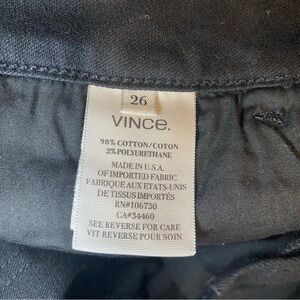 26
VINCE.
98% COTTON/COTON
2% POLYURETHANE
MADE IN U.S.A.
OF IMPORTED FABRIC
FABRIQUE AUX ETATS-UNIS
DE TISSUS IMPORTÉS
RN#106730
CA#34460
SEE REVERSE FOR CARE
VIT REVERSE POUR SOIN